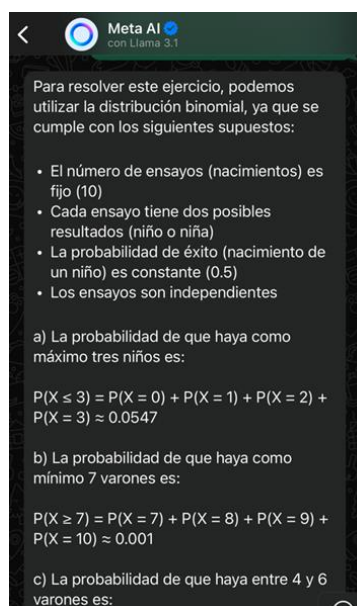 Meta AI
con Llama 3.1
Para resolver este ejercicio, podemos
utilizar la distribución binomial, ya que se
cumple con los siguientes supuestos:
• El número de ensayos (nacimientos) es
fijo (10)
• Cada ensayo tiene dos posibles
resultados (niño o niña)
• La probabilidad de éxito (nacimiento de
un niño) es constante (0.5)
• Los ensayos son independientes
a) La probabilidad de que haya como
máximo tres niños es:
P(X ≤ 3) = P(X = 0) + P(X = 1) + P(X = 2) +
P(X = 3) ≈ 0.0547
b) La probabilidad de que haya como
mínimo 7 varones es:
P(X ≥ 7) = P(X = 7) + P(X = 8) + P(X = 9) +
P(X = 10) ≈ 0.001
c) La probabilidad de que haya entre 4 y 6
varones es: